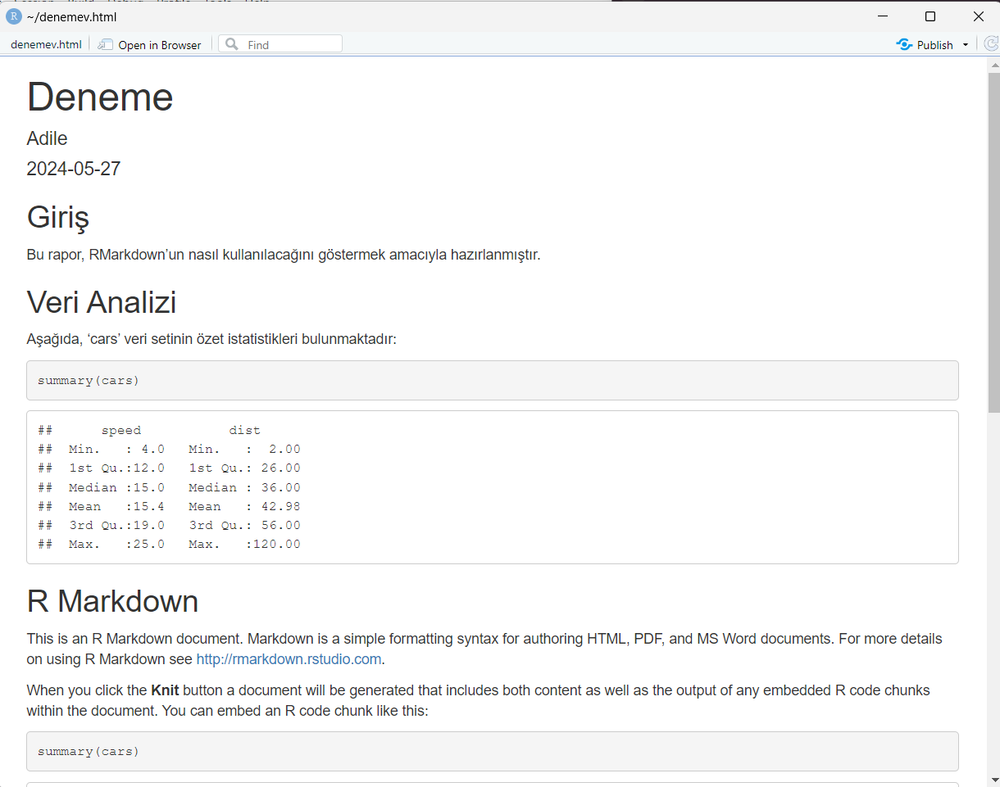 ~/denemev.html
denemev.html Open in Browser Find Publish
Deneme
Adile
2024-05-27
Giriş
Bu rapor, RMarkdown’un nasıl kullanılacağını göstermek amacıyla hazırlanmıştır.
Veri Analizi
Aşağıda, ‘cars’ veri setinin özet istatistikleri bulunmaktadır:
summary(cars)
##      speed           dist
##  Min.   : 4.0   Min.   :  2.00
##  1st Qu.:12.0   1st Qu.: 26.00
##  Median :15.0   Median : 36.00
##  Mean   :15.4   Mean   : 42.98
##  3rd Qu.:19.0   3rd Qu.: 56.00
##  Max.   :25.0   Max.   :120.00
R Markdown
This is an R Markdown document. Markdown is a simple formatting syntax for authoring HTML, PDF, and MS Word documents. For more details
on using R Markdown see http://rmarkdown.rstudio.com.
When you click the Knit button a document will be generated that includes both content as well as the output of any embedded R code chunks
within the document. You can embed an R code chunk like this:
summary(cars)